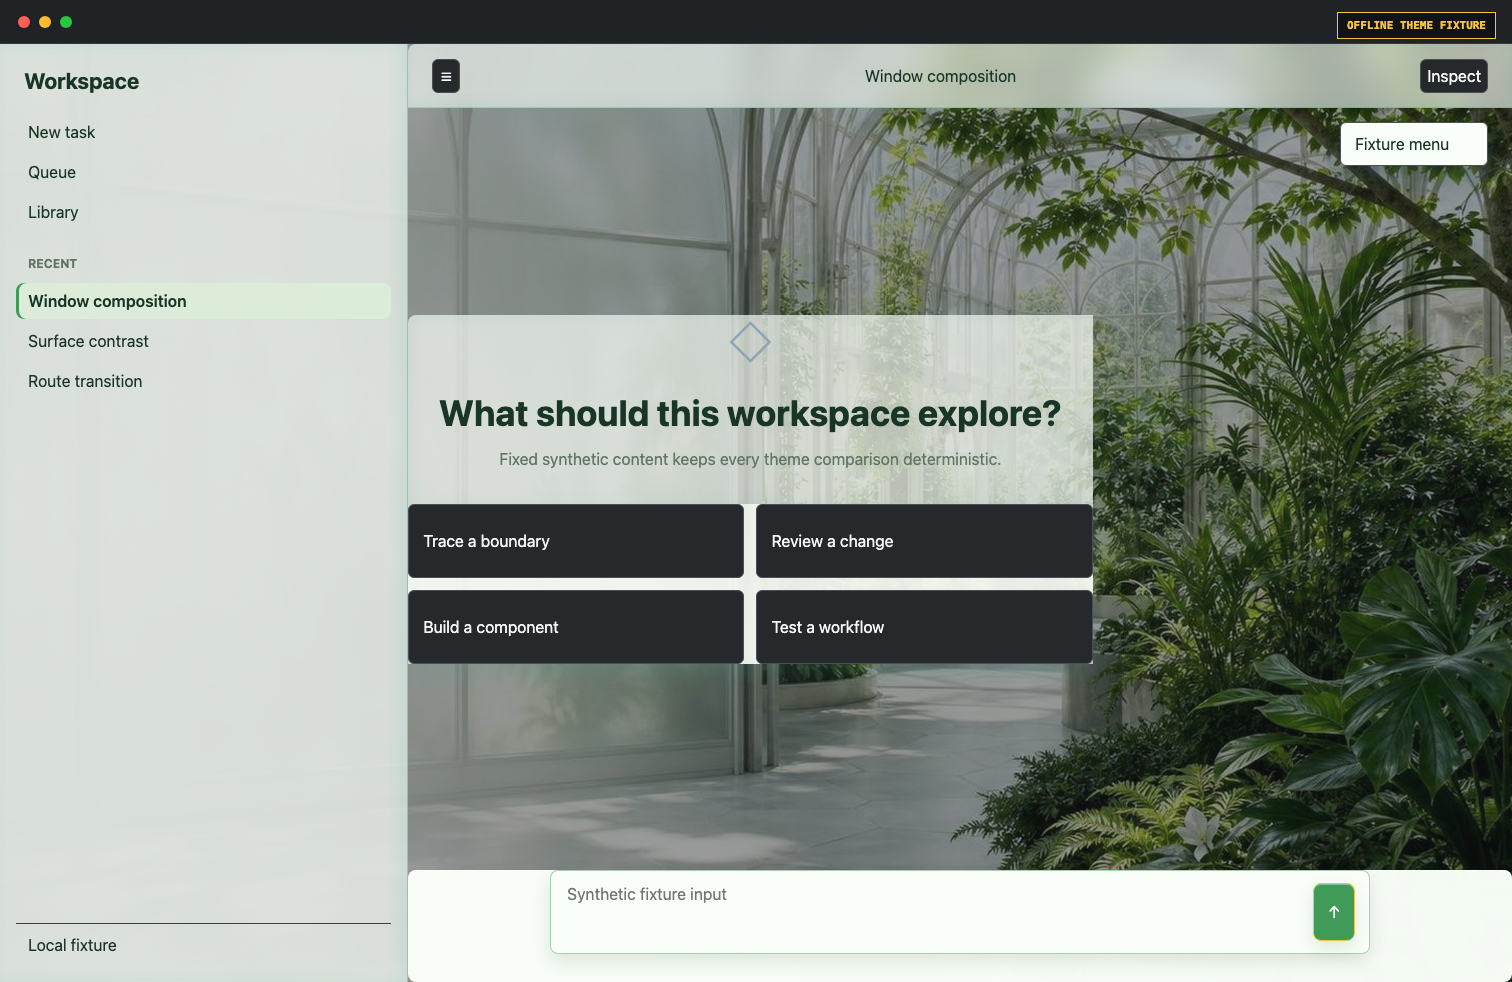 OFFLINE THEME FIXTURE
Workspace
New task
Queue
Library
RECENT
Window composition
Surface contrast
Route transition
Local fixture
Window composition
Inspect
Fixture menu
What should this workspace explore?
Fixed synthetic content keeps every theme comparison deterministic.
Trace a boundary
Review a change
Build a component
Test a workflow
Synthetic fixture input